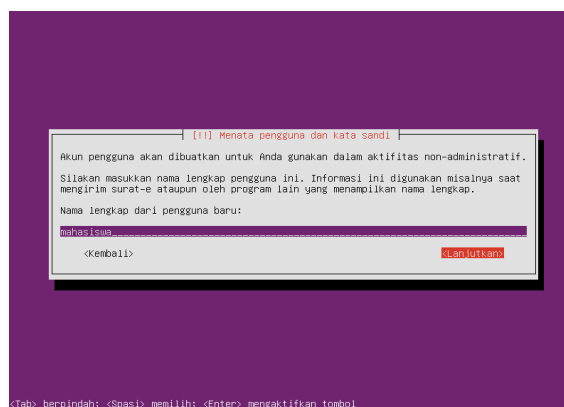 [!!] Menata pengguna dan kata sandi
Akun pengguna akan dibuatkan untuk Anda gunakan dalam aktifitas non-administratif.
Silakan masukkan nama lengkap pengguna ini. Informasi ini digunakan misalnya saat
mengirim surat-e ataupun oleh program lain yang menampilkan nama lengkap.
Nama lengkap dari pengguna baru:
mahasiswa
<Kembali> <Lanjutkan>
<Tab> berpindah; <Spasi> memilih; <Enter> mengaktifkan tombol